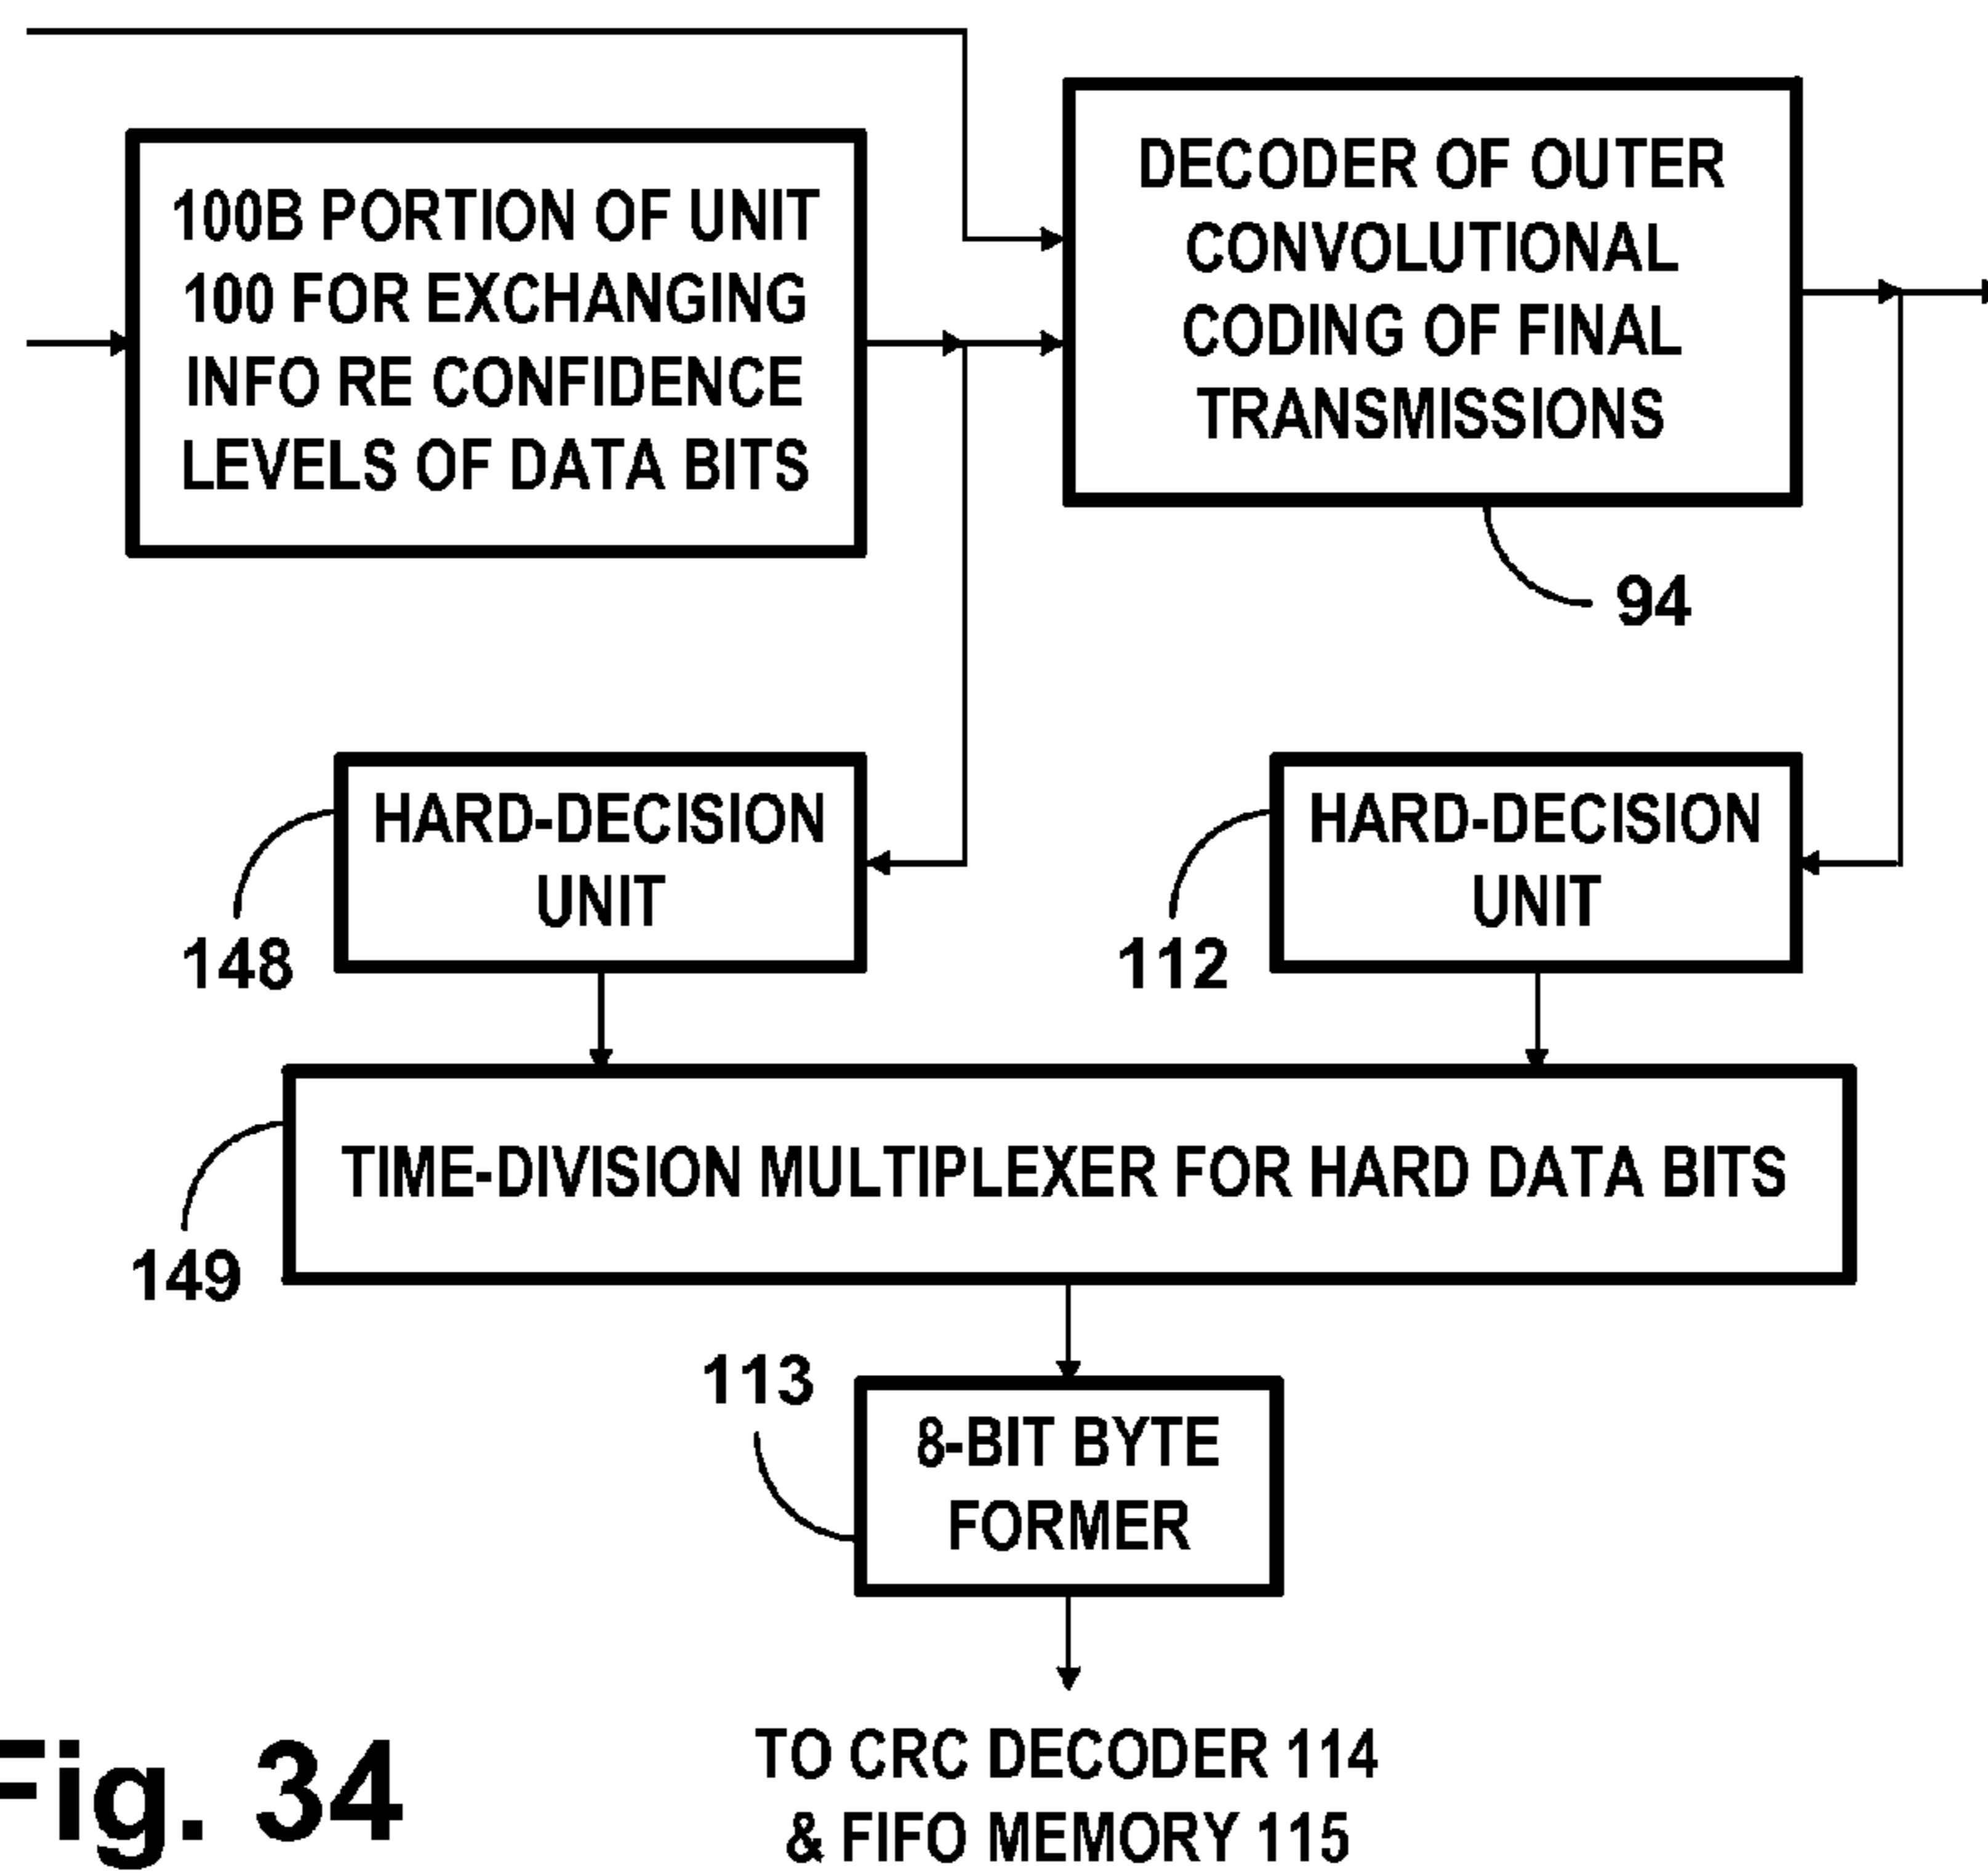 100B PORTION OF UNIT
100 FOR EXCHANGING
INFO RE CONFIDENCE
LEVELS OF DATA BITS
DECODER OF OUTER
CONVOLUTIONAL
CODING OF FINAL
TRANSMISSIONS
94
HARD-DECISION
UNIT
148
HARD-DECISION
UNIT
112
TIME-DIVISION MULTIPLEXER FOR HARD DATA BITS
149
113
8-BIT BYTE
FORMER
TO CRC DECODER 114
& FIFO MEMORY 115
Fig. 34